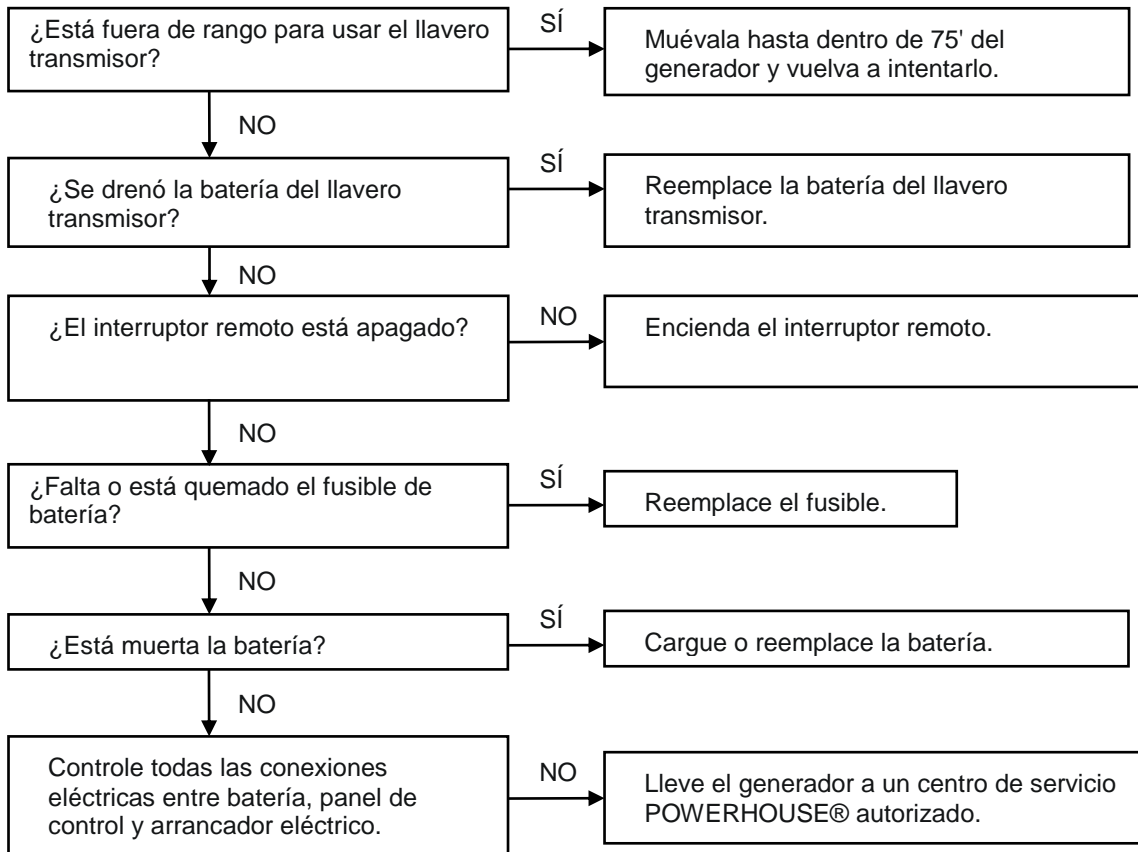 ¿Está fuera de rango para usar el llavero
transmisor?
SÍ
Muévala hasta dentro de 75' del
generador y vuelva a intentarlo.
NO
¿Se drenó la batería del llavero
transmisor?
SÍ
Reemplace la batería del llavero
transmisor.
NO
¿El interruptor remoto está apagado?
NO
Encienda el interruptor remoto.
NO
¿Falta o está quemado el fusible de
batería?
SÍ
Reemplace el fusible.
NO
¿Está muerta la batería?
SÍ
Cargue o reemplace la batería.
NO
Controle todas las conexiones
eléctricas entre batería, panel de
control y arrancador eléctrico.
NO
Lleve el generador a un centro de servicio
POWERHOUSE® autorizado.